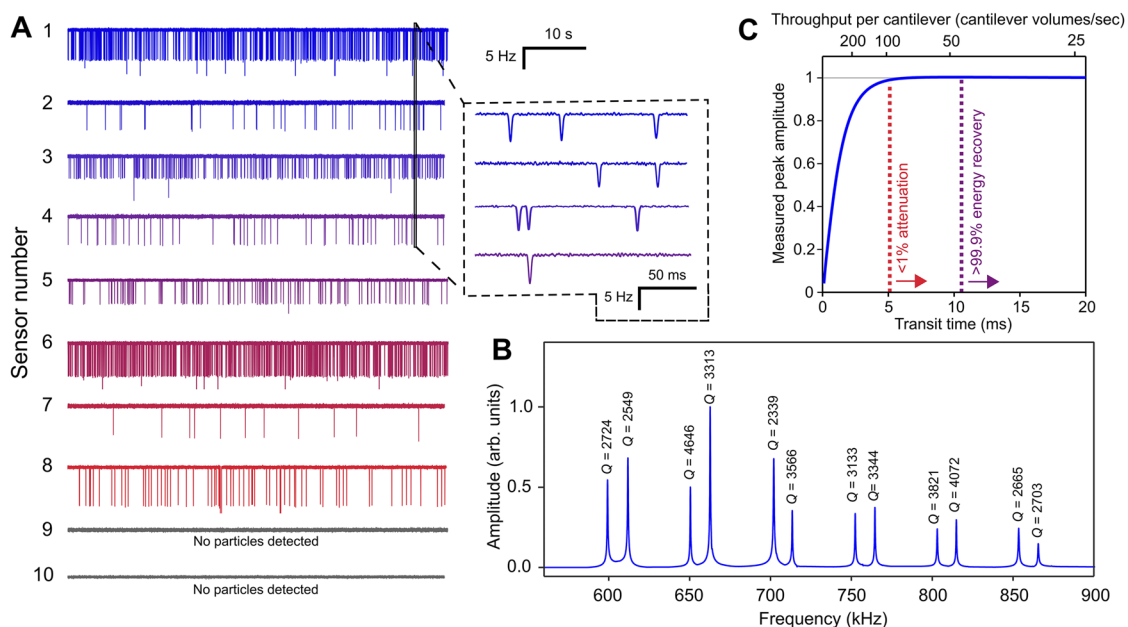 A
Sensor number
1
2
3
4
5
6
7
8
9
No particles detected
10
No particles detected
10 s
5 Hz
50 ms
5 Hz
C
Throughput per cantilever (cantilever volumes/sec)
200 100 50 25
Measured peak amplitude
1
0.8
0.6
0.4
0.2
0
<1% attenuation
>99.9% energy recovery
0 5 10 15 20
Transit time (ms)
B
Amplitude (arb. units)
1.0
0.5
0.0
Q = 2724
Q = 2549
Q = 4646
Q = 3313
Q = 2339
Q = 3566
Q = 3133
Q = 3344
Q = 3821
Q = 4072
Q = 2665
Q = 2703
600 650 700 750 800 850 900
Frequency (kHz)